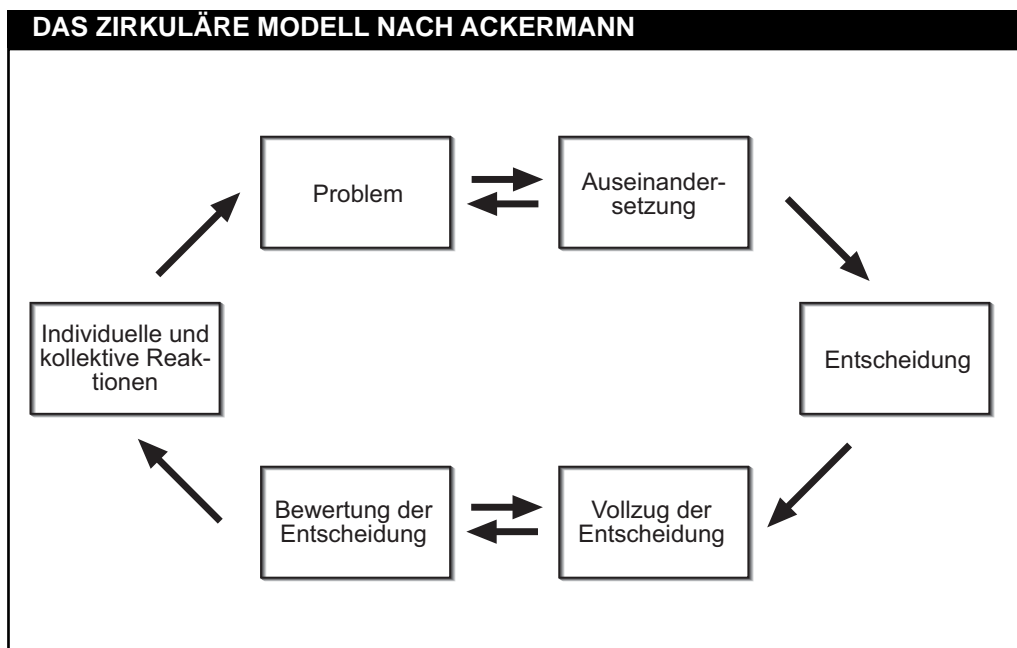 DAS ZIRKULÄRE MODELL NACH ACKERMANN
Problem
Auseinander-
setzung
Individuelle und
kollektive Reak-
tionen
Entscheidung
Bewertung der
Entscheidung
Vollzug der
Entscheidung